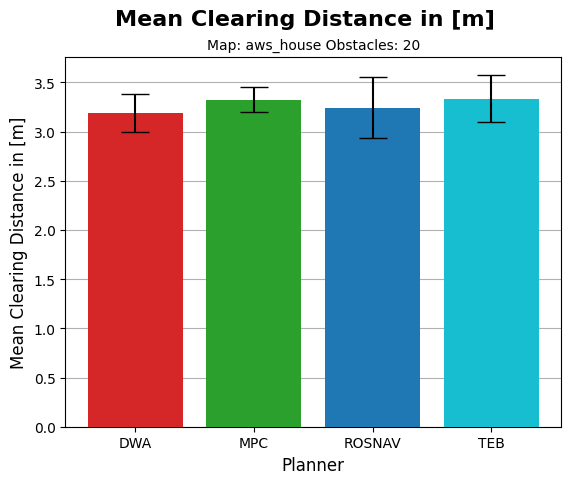 Mean Clearing Distance in [m]
Map: aws_house Obstacles: 20
Mean Clearing Distance in [m]
3.5
3.0
2.5
2.0
1.5
1.0
0.5
0.0
DWA MPC ROSNAV TEB
Planner